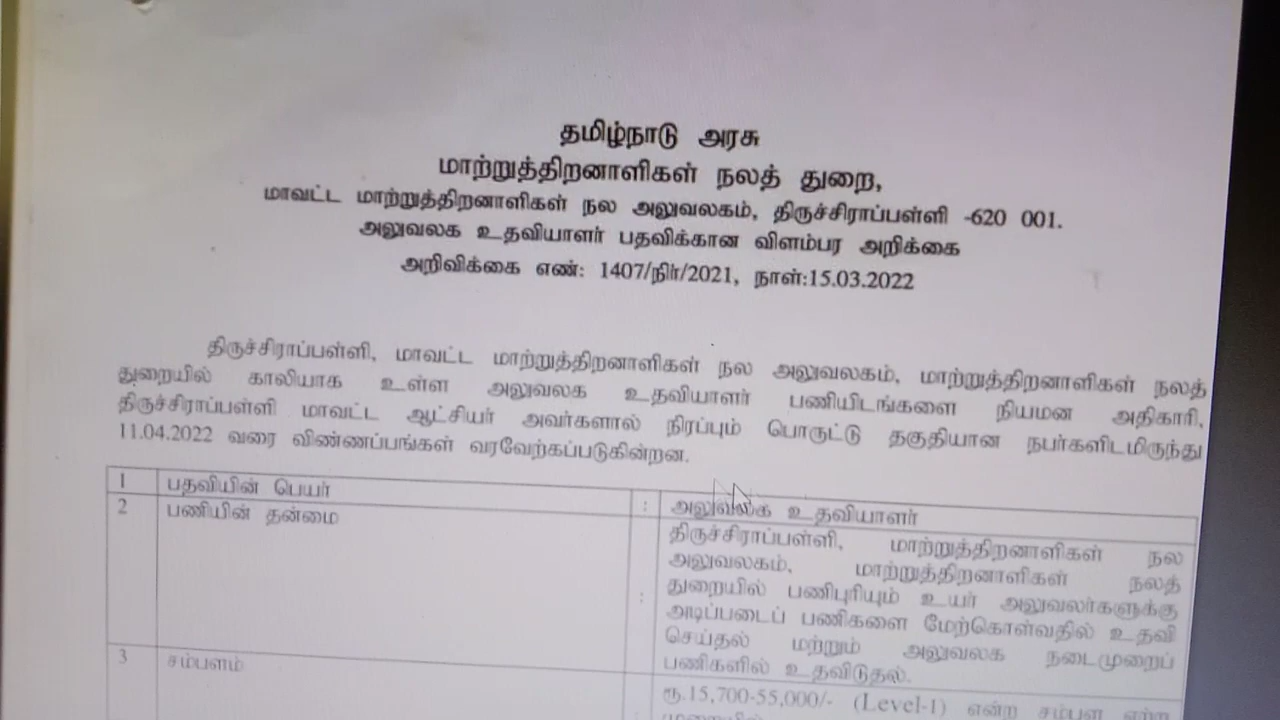 தமிழ்நாடு அரசு
மாற்றுத்திறனாளிகள் நலத் துறை,
மாவட்ட மாற்றுத்திறனாளிகள் நல அலுவலகம், திருச்சிராப்பள்ளி -620 001.
அலுவலக உதவியாளர் பதவிக்கான விளம்பர அறிக்கை
அறிவிக்கை எண்: 1407/நிர/2021, நாள்:15.03.2022
திருச்சிராப்பள்ளி, மாவட்ட மாற்றுத்திறனாளிகள் நல அலுவலகம், மாற்றுத்திறனாளிகள் நலத்
துறையில் காலியாக உள்ள அலுவலக உதவியாளர் பணியிடங்களை நியமன அதிகாரி,
திருச்சிராப்பள்ளி மாவட்ட ஆட்சியர் அவர்களால் நிரப்பும் பொருட்டு தகுதியான நபர்களிடமிருந்து
11.04.2022 வரை விண்ணப்பங்கள் வரவேற்கப்படுகின்றன.
1 பதவியின் பெயர் : அலுவலக உதவியாளர்
2 பணியின் தன்மை : திருச்சிராப்பள்ளி, மாற்றுத்திறனாளிகள் நல
அலுவலகம், மாற்றுத்திறனாளிகள் நலத்
துறையில் பணிபுரியும் உயர் அலுவலர்களுக்கு
அடிப்படைப் பணிகளை மேற்கொள்வதில் உதவி
செய்தல் மற்றும் அலுவலக நடைமுறைப்
பணிகளில் உதவிடுதல்.
3 சம்பளம் : ரூ.15,700-55,000/- (Level-1) என்ற சம்பள ஏற்ற